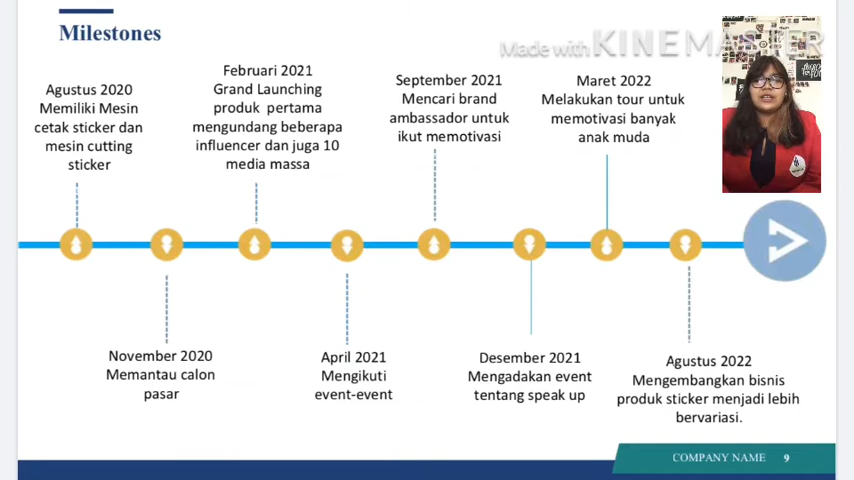 Milestones
Made with KINEMASTER
Agustus 2020
Memiliki Mesin
cetak sticker dan
mesin cutting
sticker
Februari 2021
Grand Launching
produk pertama
mengundang beberapa
influencer dan juga 10
media massa
September 2021
Mencari brand
ambassador untuk
ikut memotivasi
Maret 2022
Melakukan tour untuk
memotivasi banyak
anak muda
November 2020
Memantau calon
pasar
April 2021
Mengikuti
event-event
Desember 2021
Mengadakan event
tentang speak up
Agustus 2022
Mengembangkan bisnis
produk sticker menjadi lebih
bervariasi.
COMPANY NAME 9